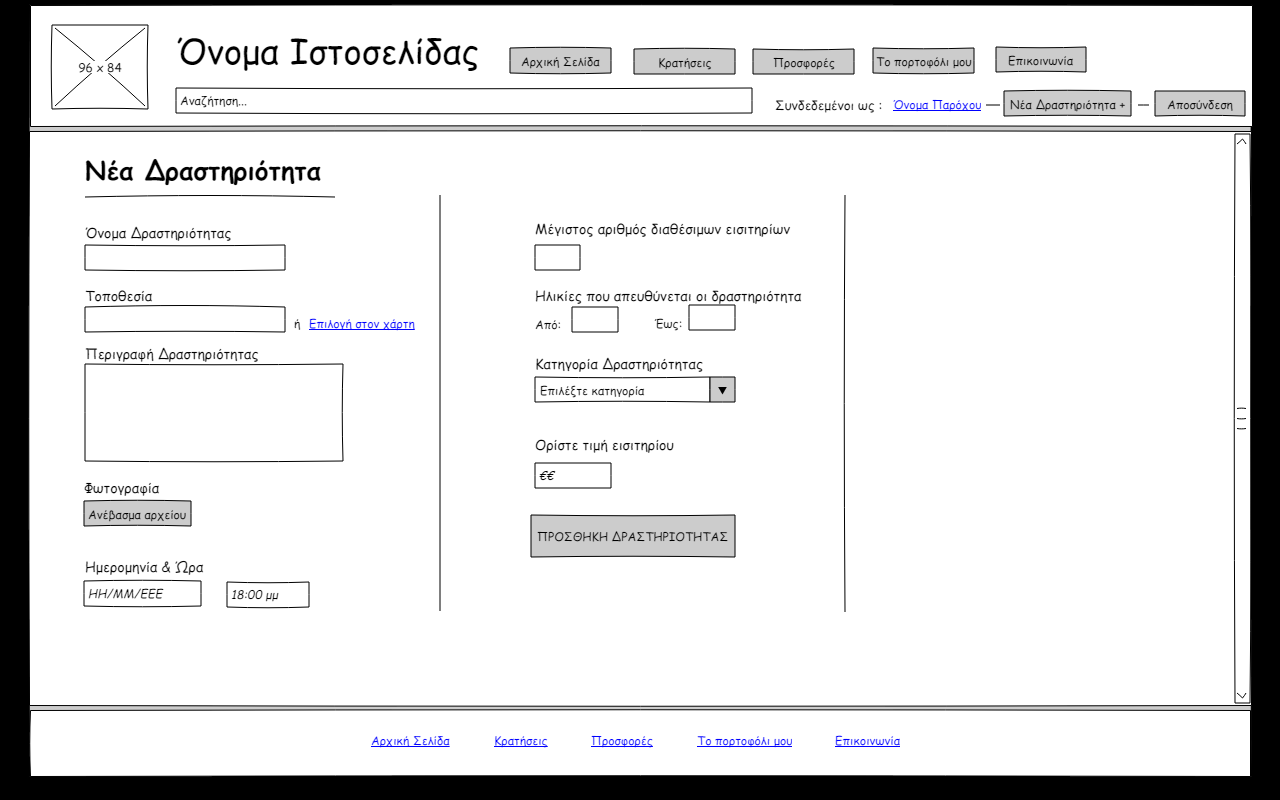 96 x 84
Όνομα Ιστοσελίδας
Αρχική Σελίδα
Κρατήσεις
Προσφορές
Το πορτοφόλι μου
Επικοινωνία
Αναζήτηση...
Συνδεδεμένοι ως : Όνομα Παρόχου — Νέα Δραστηριότητα + — Αποσύνδεση
Νέα Δραστηριότητα
Όνομα Δραστηριότητας
Τοποθεσία
ή Επιλογή στον χάρτη
Περιγραφή Δραστηριότητας
Φωτογραφία
Ανέβασμα αρχείου
Ημερομηνία & Ώρα
ΗΗ/ΜΜ/ΕΕΕ
18:00 μμ
Μέγιστος αριθμός διαθέσιμων εισιτηρίων
Ηλικίες που απευθύνεται οι δραστηριότητα
Από:
Έως:
Κατηγορία Δραστηριότητας
Επιλέξτε κατηγορία
Ορίστε τιμή εισιτηρίου
€€
ΠΡΟΣΘΗΚΗ ΔΡΑΣΤΗΡΙΟΤΗΤΑΣ
Αρχική Σελίδα
Κρατήσεις
Προσφορές
Το πορτοφόλι μου
Επικοινωνία